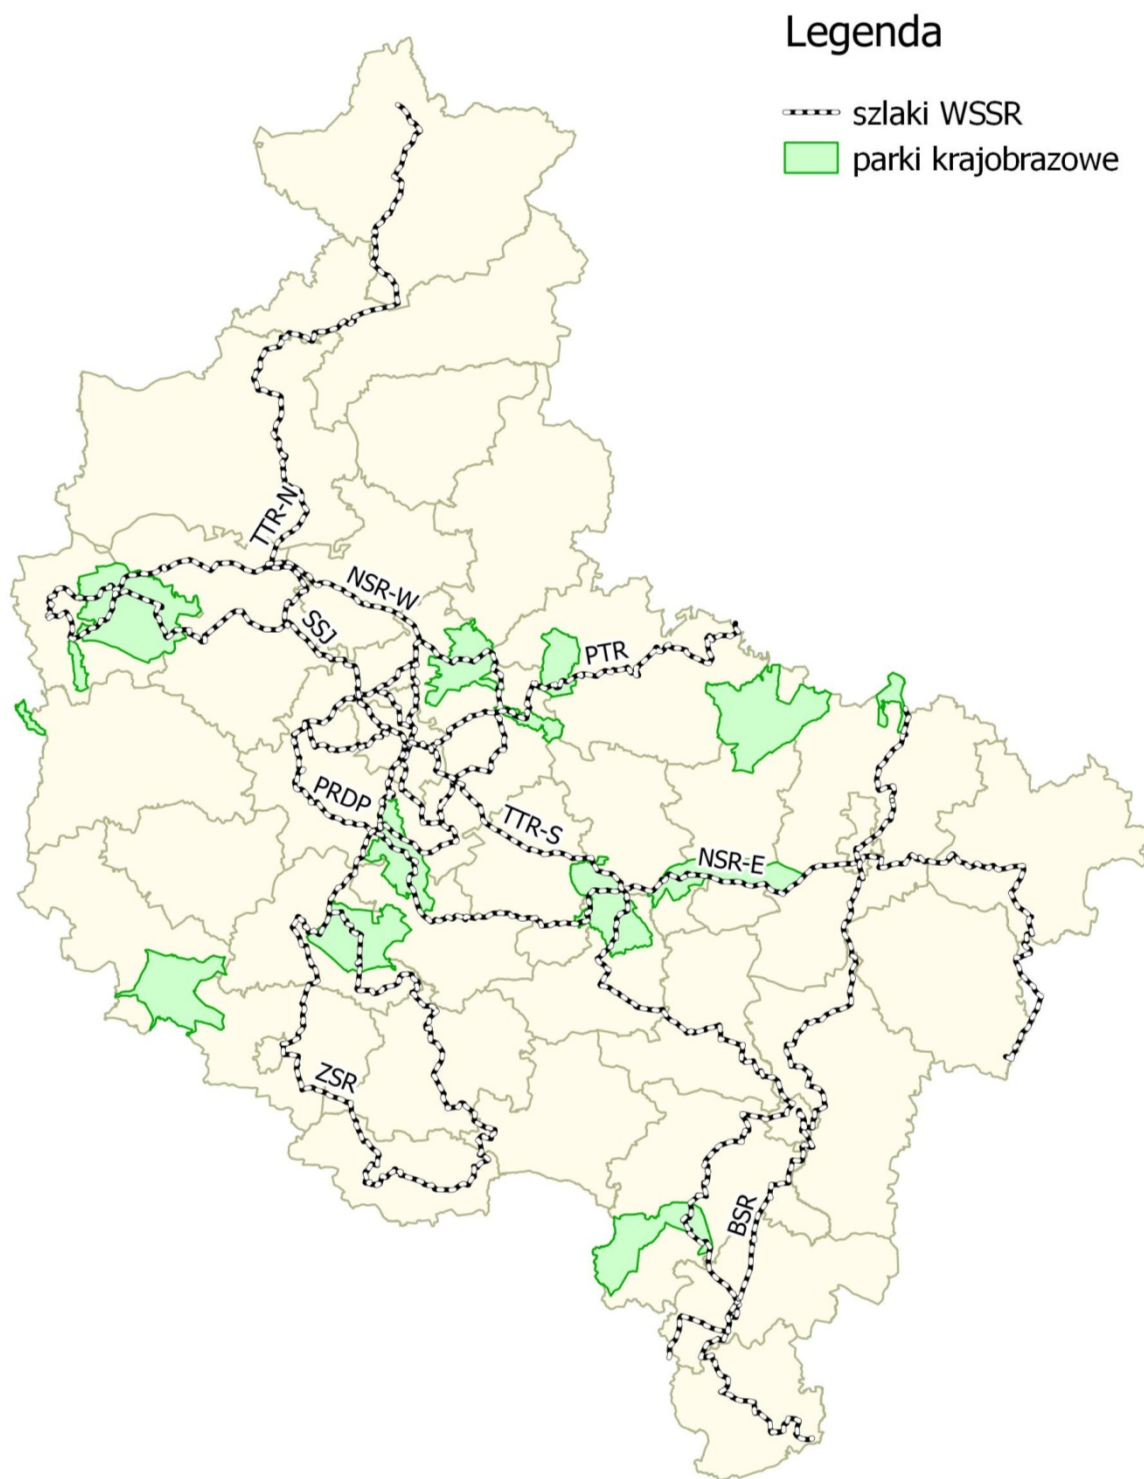 Legenda
szlaki WSSR
parki krajobrazowe
TTR-N
NSR-W
SSJ
PTR
PRDP
TTR-S
NSR-E
ZSR
BSR